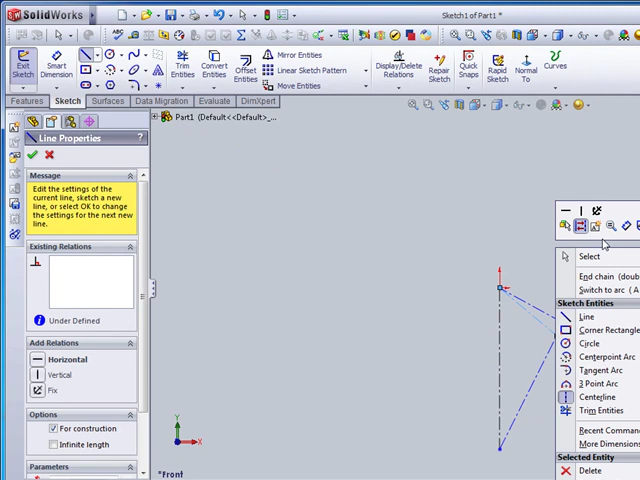 SolidWorks
Sketch1 of Part1 *
Exit Sketch
Smart Dimension
Trim Entities
Convert Entities
Offset Entities
Mirror Entities
Linear Sketch Pattern
Move Entities
Display/Delete Relations
Repair Sketch
Quick Snaps
Rapid Sketch
Normal To
Curves
Features
Sketch
Surfaces
Data Migration
Evaluate
DimXpert
Part1 (Default<<Default>_...
Line Properties
?
Message
Edit the settings of the
current line, sketch a new
line, or select OK to change
the settings for the next new
line.
Existing Relations
Under Defined
Add Relations
Horizontal
Vertical
Fix
Options
For construction
Infinite length
Parameters
Y
X
*Front
Select
End chain (doub
Switch to arc ( A
Sketch Entities
Line
Corner Rectangle
Circle
Centerpoint Arc
Tangent Arc
3 Point Arc
Centerline
Trim Entities
Recent Comman
More Dimension
Selected Entity
Delete